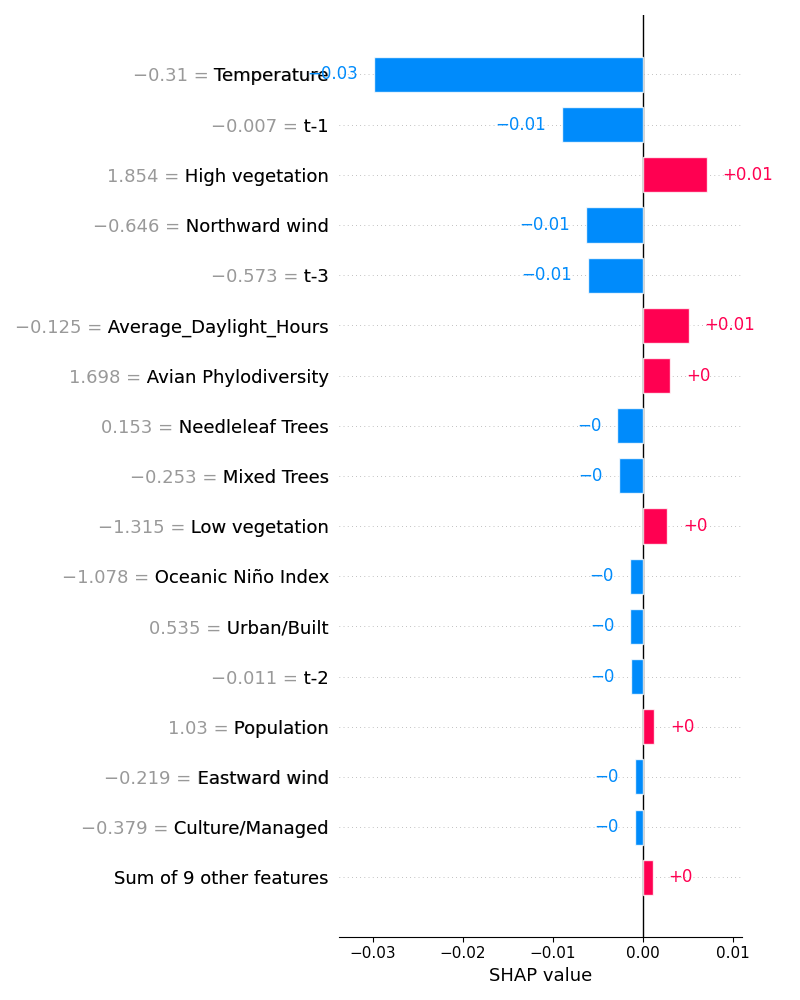 −0.31 = Temperature −0.03
−0.007 = t-1 −0.01
1.854 = High vegetation +0.01
−0.646 = Northward wind −0.01
−0.573 = t-3 −0.01
−0.125 = Average_Daylight_Hours +0.01
1.698 = Avian Phylodiversity +0
0.153 = Needleleaf Trees −0
−0.253 = Mixed Trees −0
−1.315 = Low vegetation +0
−1.078 = Oceanic Niño Index −0
0.535 = Urban/Built −0
−0.011 = t-2 −0
1.03 = Population +0
−0.219 = Eastward wind −0
−0.379 = Culture/Managed −0
Sum of 9 other features +0
−0.03 −0.02 −0.01 0.00 0.01
SHAP value